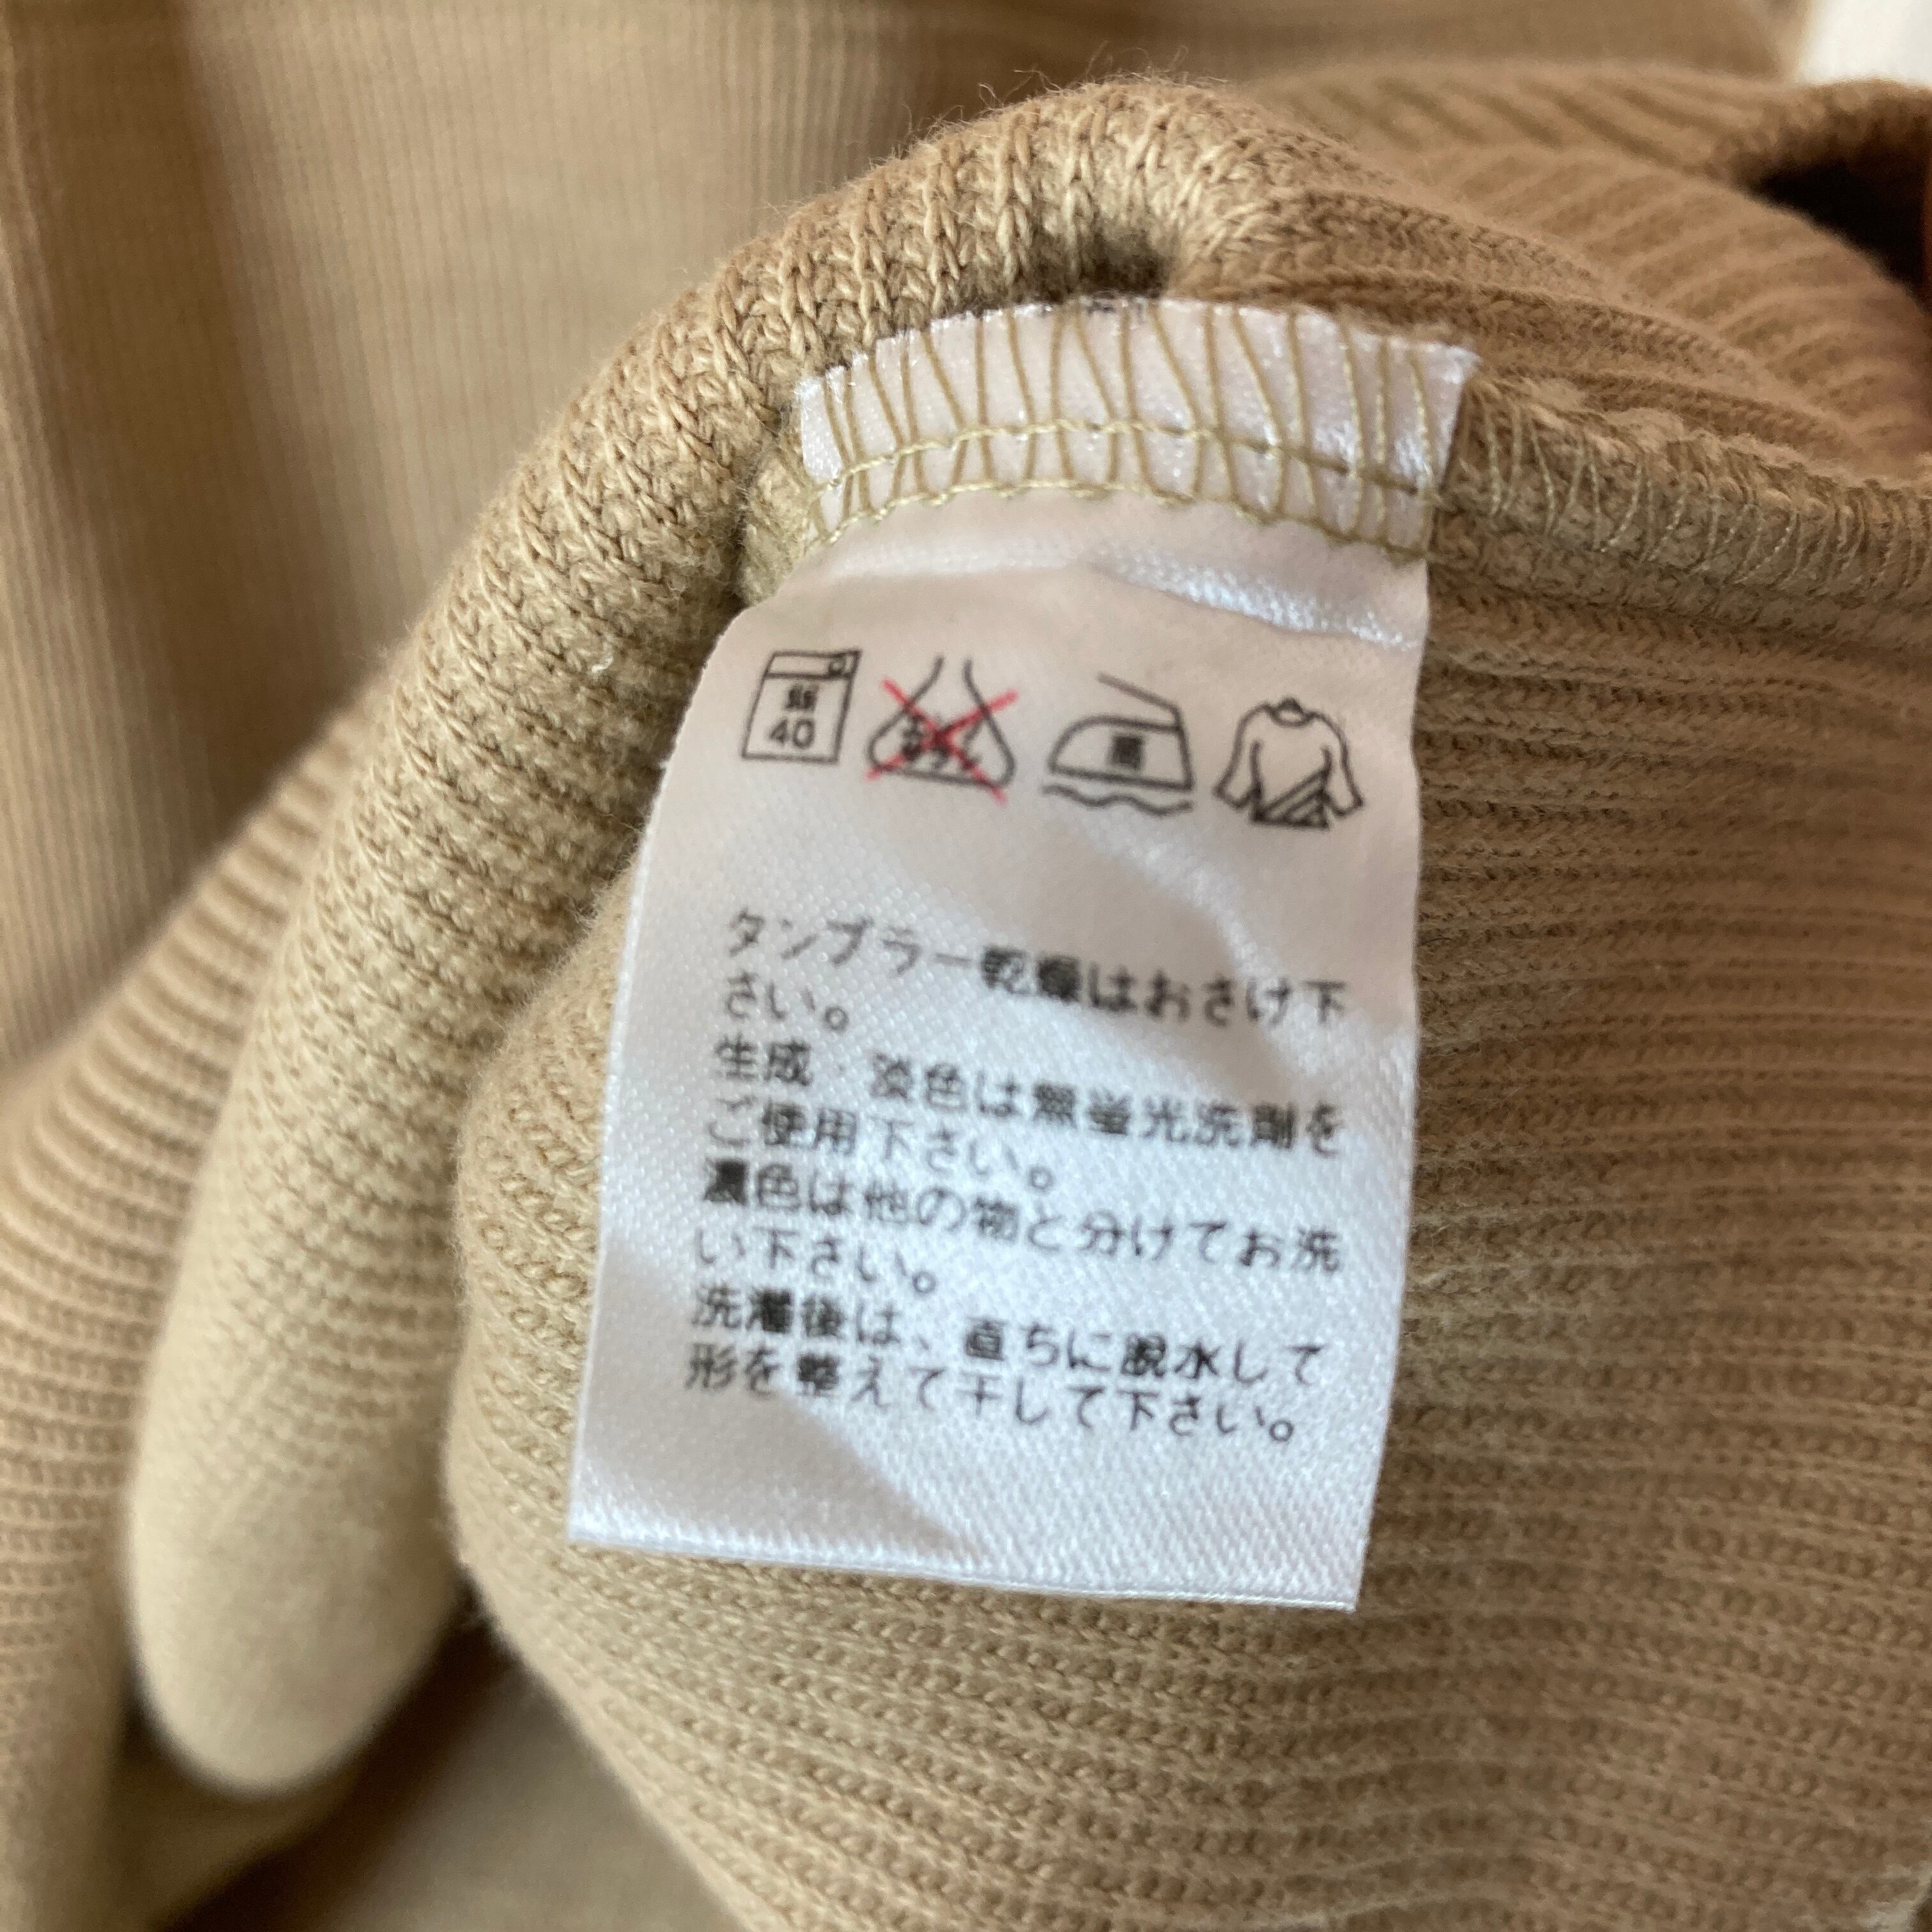 40
タンブラー乾燥はおさけ下
さい。
生成　淡色は無蛍光洗剤を
ご使用下さい。
濃色は他の物と分けてお洗
い下さい。
洗濯後は、直ちに脱水して
形を整えて干して下さい。